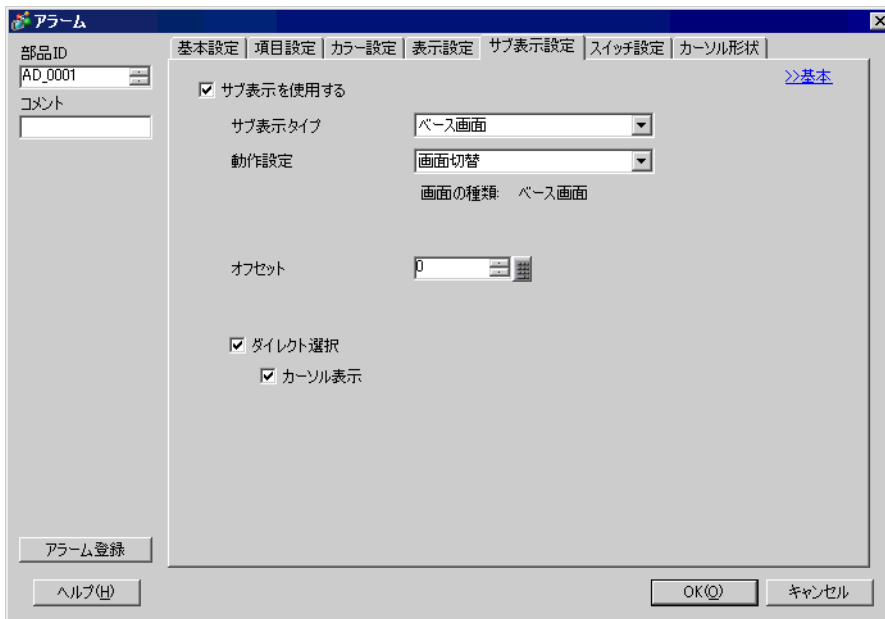 アラーム
部品ID
AD_0001
コメント
基本設定 項目設定 カラー設定 表示設定 サブ表示設定 スイッチ設定 カーソル形状
>>基本
サブ表示を使用する
サブ表示タイプ ベース画面
動作設定 画面切替
画面の種類: ベース画面
オフセット 0
ダイレクト選択
カーソル表示
アラーム登録
ヘルプ(H) OK(O) キャンセル